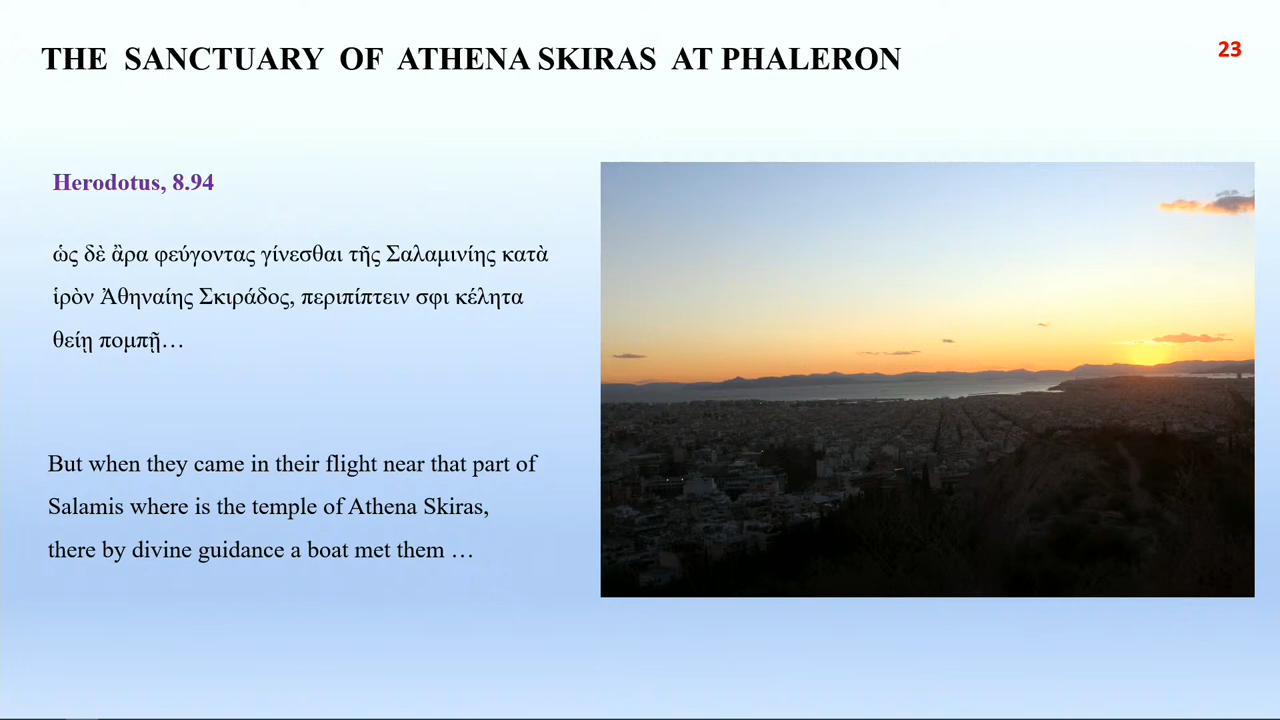 THE SANCTUARY OF ATHENA SKIRAS AT PHALERON
23
Herodotus, 8.94
ὡς δὲ ἂρα φεύγοντας γίνεσθαι τῆς Σαλαμινίης κατὰ
ἱρὸν Ἀθηναίης Σκιράδος, περιπίπτειν σφι κέλητα
θείῃ πομπῇ…
But when they came in their flight near that part of
Salamis where is the temple of Athena Skiras,
there by divine guidance a boat met them …